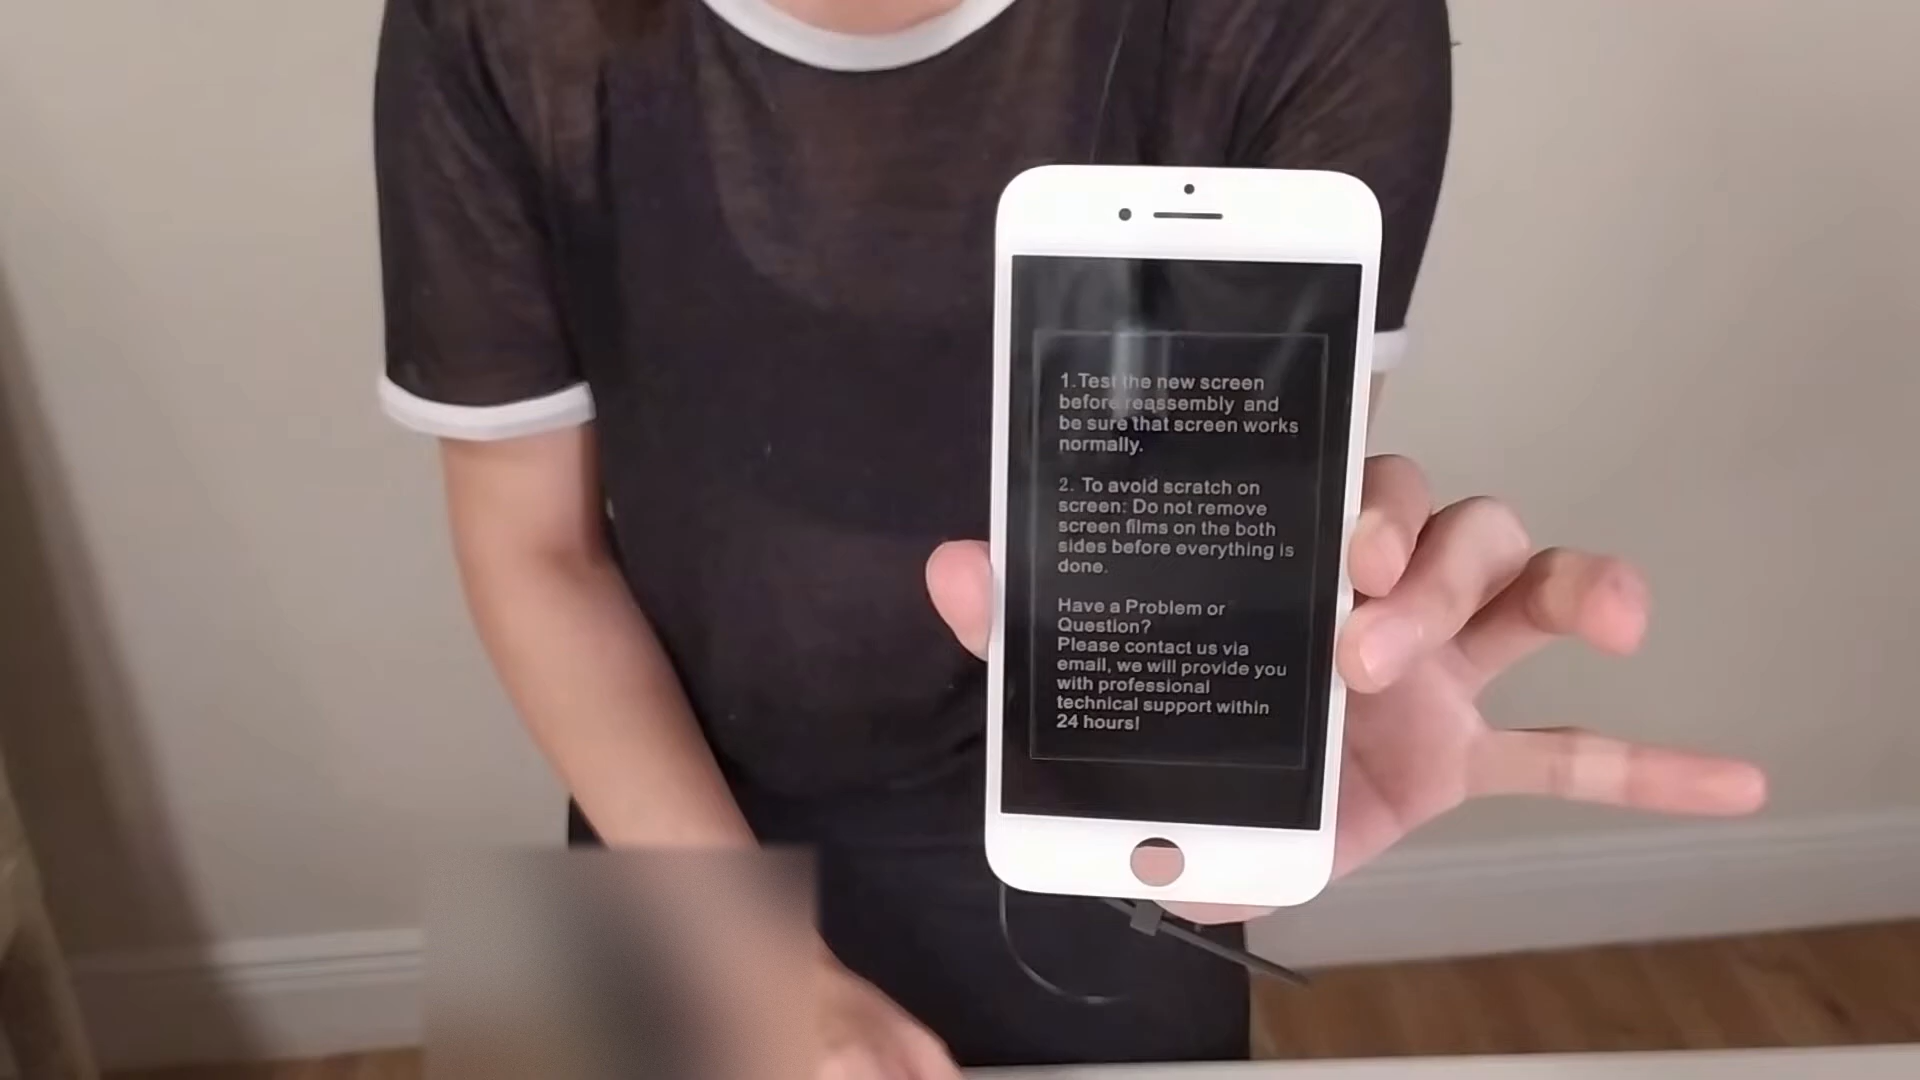 1.Test the new screen
before reassembly and
be sure that screen works
normally.
2. To avoid scratch on
screen: Do not remove
screen films on the both
sides before everything is
done.
Have a Problem or
Question?
Please contact us via
email, we will provide you
with professional
technical support within
24 hours!